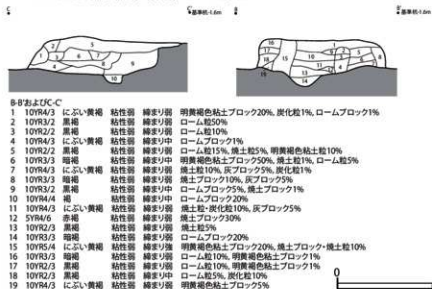 C C' 基準杭-1.6m B B' 基準杭-1.6m
B-B'およびC-C'
1 10YR4/3 にぶい黄褐 粘性弱 締まり弱 明黄褐色粘土ブロック20%, 炭化粒1%, ロームブロック1%
2 10YR3/2 黒褐 粘性弱 締まり弱 ローム粒50%
3 10YR2/2 黒褐 粘性弱 締まり弱 ローム粒10%
4 10YR4/3 にぶい黄褐 粘性弱 締まり中 ロームブロック1%
5 10YR2/2 黒褐 粘性弱 締まり弱 ローム粒15%, 焼土粒5%, 明黄褐色粘土粒10%
6 10YR3/3 暗褐 粘性弱 締まり中 明黄褐色粘土ブロック50%, 焼土粒1%, ローム粒5%
7 10YR4/3 にぶい黄褐 粘性弱 締まり弱 焼土粒10%, 灰ブロック5%, 炭化粒1%
8 10YR3/3 暗褐 粘性弱 締まり弱 焼土ブロック10%, 灰ブロック5%
9 10YR3/2 黒褐 粘性弱 締まり中 ロームブロック5%, 焼土ブロック1%
10 10YR4/4 褐 粘性弱 締まり中 ロームブロック20%
11 10YR4/3 にぶい黄褐 粘性弱 締まり弱 焼土粒・炭化粒10%, 灰ブロック5%
12 5YR4/6 赤褐 粘性弱 締まり弱 焼土ブロック30%
13 10YR2/3 黒褐 粘性弱 締まり弱 焼土粒5%
14 10YR3/3 暗褐 粘性弱 締まり弱 ロームブロック20%
15 10YR5/4 にぶい黄褐 粘性弱 締まり強 明黄褐色粘土ブロック20%, 焼土ブロック・焼土粒10%
16 10YR3/3 暗褐 粘性弱 締まり弱 ローム粒10%, 明黄褐色粘土ブロック1%
17 10YR2/3 黒褐 粘性弱 締まり弱 ローム粒10%, 明黄褐色粘土ブロック1%
18 10YR2/3 黒褐 粘性弱 締まり中 ローム粒5%, 炭化粒10%
19 10YR4/3 にぶい黄褐 粘性弱 締まり弱 明黄褐色粘土ブロック5%
0